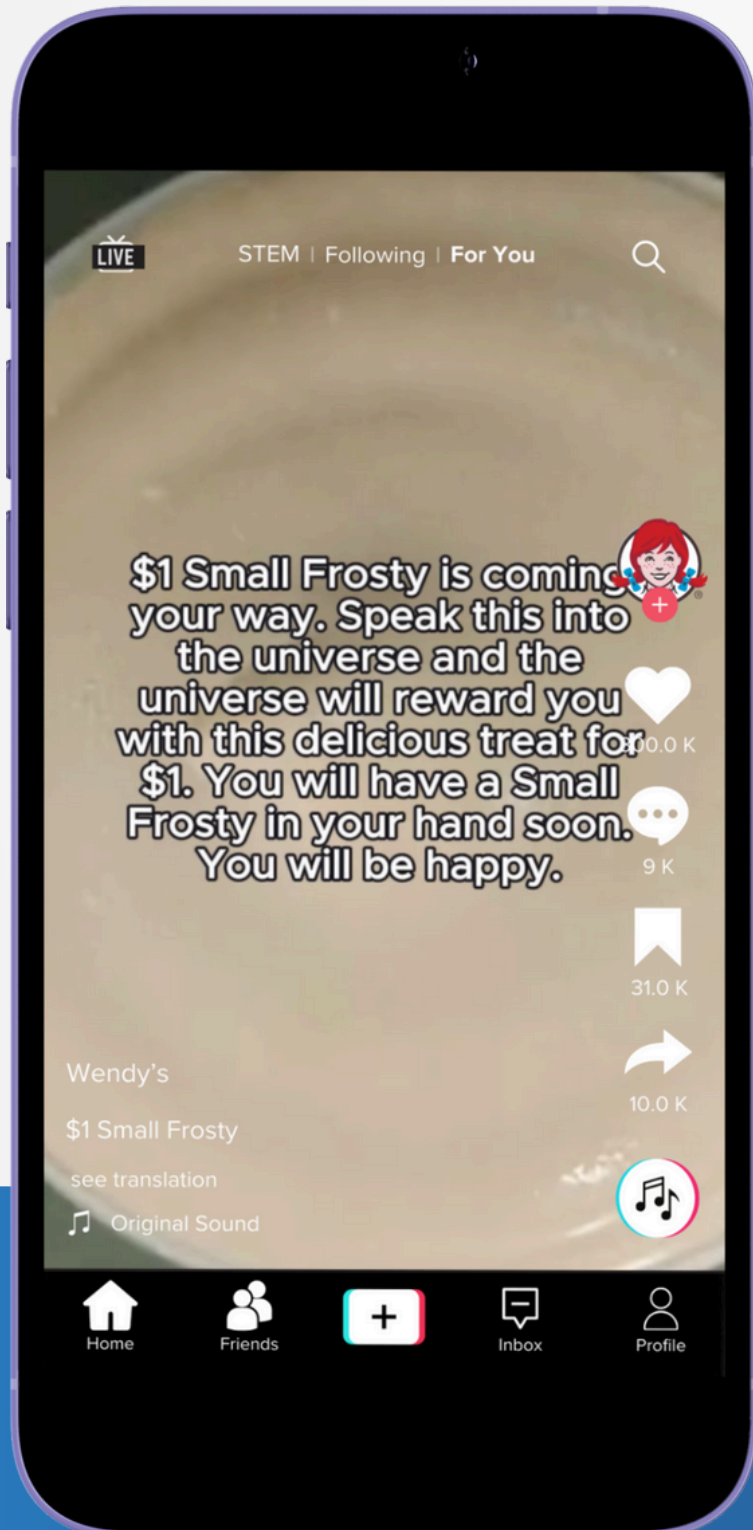 LIVE
STEM | Following | For You
$1 Small Frosty is coming
your way. Speak this into
the universe and the
universe will reward you
with this delicious treat for
$1. You will have a Small
Frosty in your hand soon.
You will be happy.
9 K
31.0 K
10.0 K
Wendy's
$1 Small Frosty
see translation
Original Sound
Home
Friends
Inbox
Profile